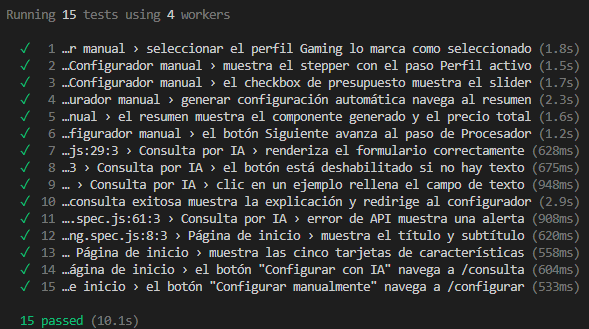 Running 15 tests using 4 workers
✓ 1 …r manual › seleccionar el perfil Gaming lo marca como seleccionado (1.8s)
✓ 2 …Configurador manual › muestra el stepper con el paso Perfil activo (1.5s)
✓ 3 …Configurador manual › el checkbox de presupuesto muestra el slider (1.7s)
✓ 4 …urador manual › generar configuración automática navega al resumen (2.3s)
✓ 5 …nual › el resumen muestra el componente generado y el precio total (1.6s)
✓ 6 …figurador manual › el botón Siguiente avanza al paso de Procesador (1.2s)
✓ 7 …js:29:3 › Consulta por IA › renderiza el formulario correctamente (628ms)
✓ 8 …3 › Consulta por IA › el botón está deshabilitado si no hay texto (675ms)
✓ 9 … › Consulta por IA › clic en un ejemplo rellena el campo de texto (948ms)
✓ 10 …consulta exitosa muestra la explicación y redirige al configurador (2.9s)
✓ 11 ….spec.js:61:3 › Consulta por IA › error de API muestra una alerta (908ms)
✓ 12 …ng.spec.js:8:3 › Página de inicio › muestra el título y subtítulo (620ms)
✓ 13 … Página de inicio › muestra las cinco tarjetas de características (558ms)
✓ 14 …ágina de inicio › el botón "Configurar con IA" navega a /consulta (604ms)
✓ 15 …e inicio › el botón "Configurar manualmente" navega a /configurar (533ms)
15 passed (10.1s)